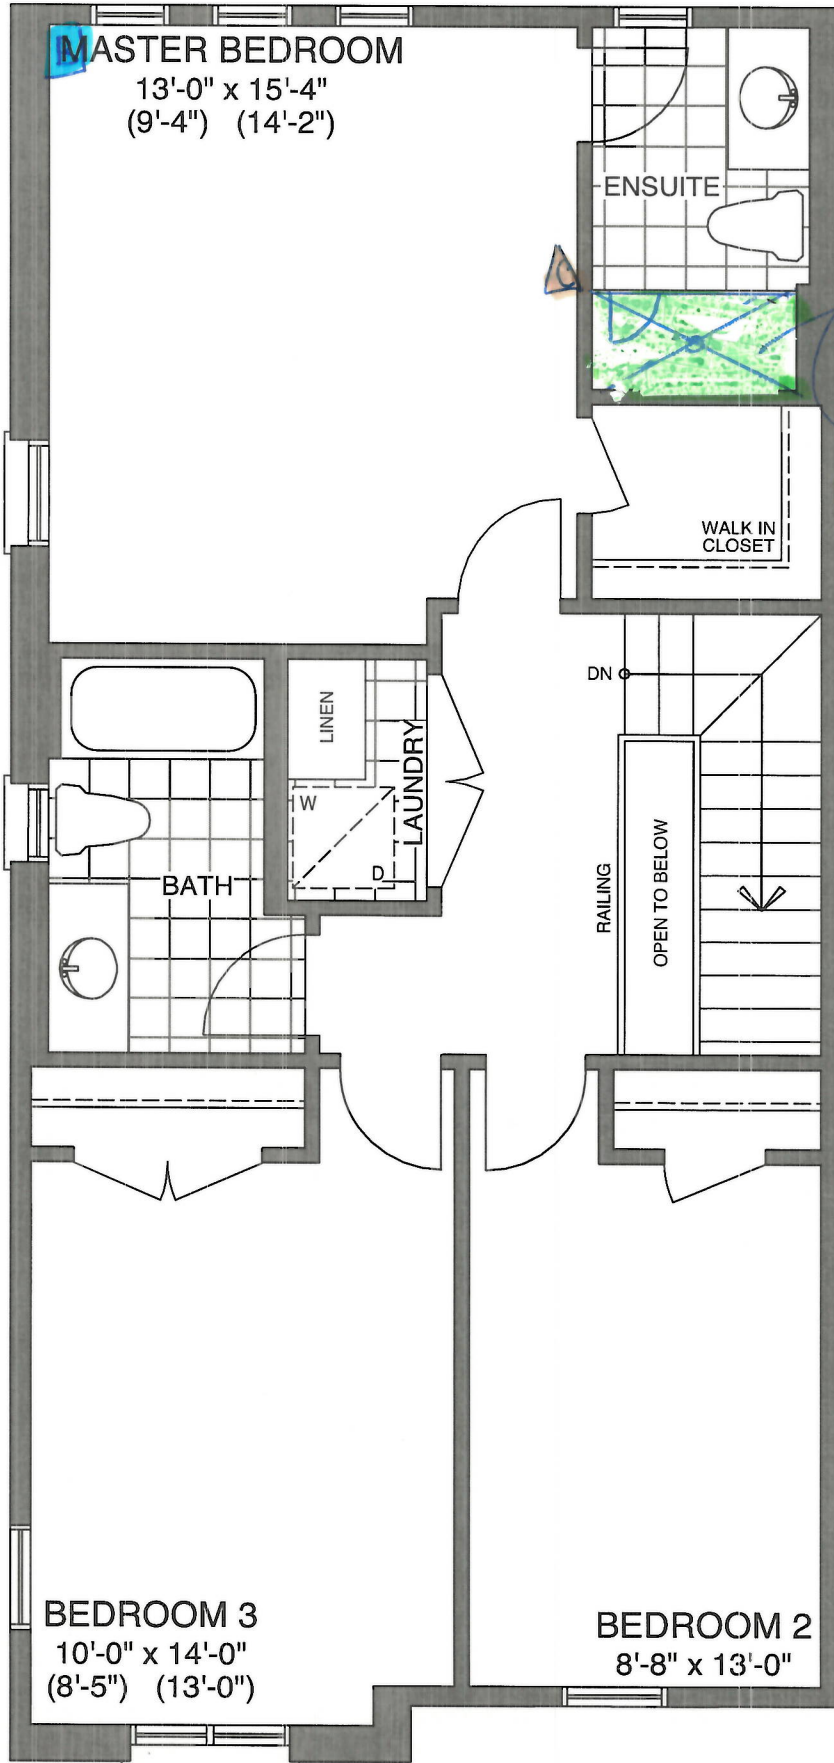 MASTER BEDROOM
13'-0" x 15'-4"
(9'-4") (14'-2")
ENSUITE
C
WALK IN
CLOSET
DN
LINEN
LAUNDRY
W
D
BATH
RAILING
OPEN TO BELOW
BEDROOM 3
10'-0" x 14'-0"
(8'-5") (13'-0")
BEDROOM 2
8'-8" x 13'-0"